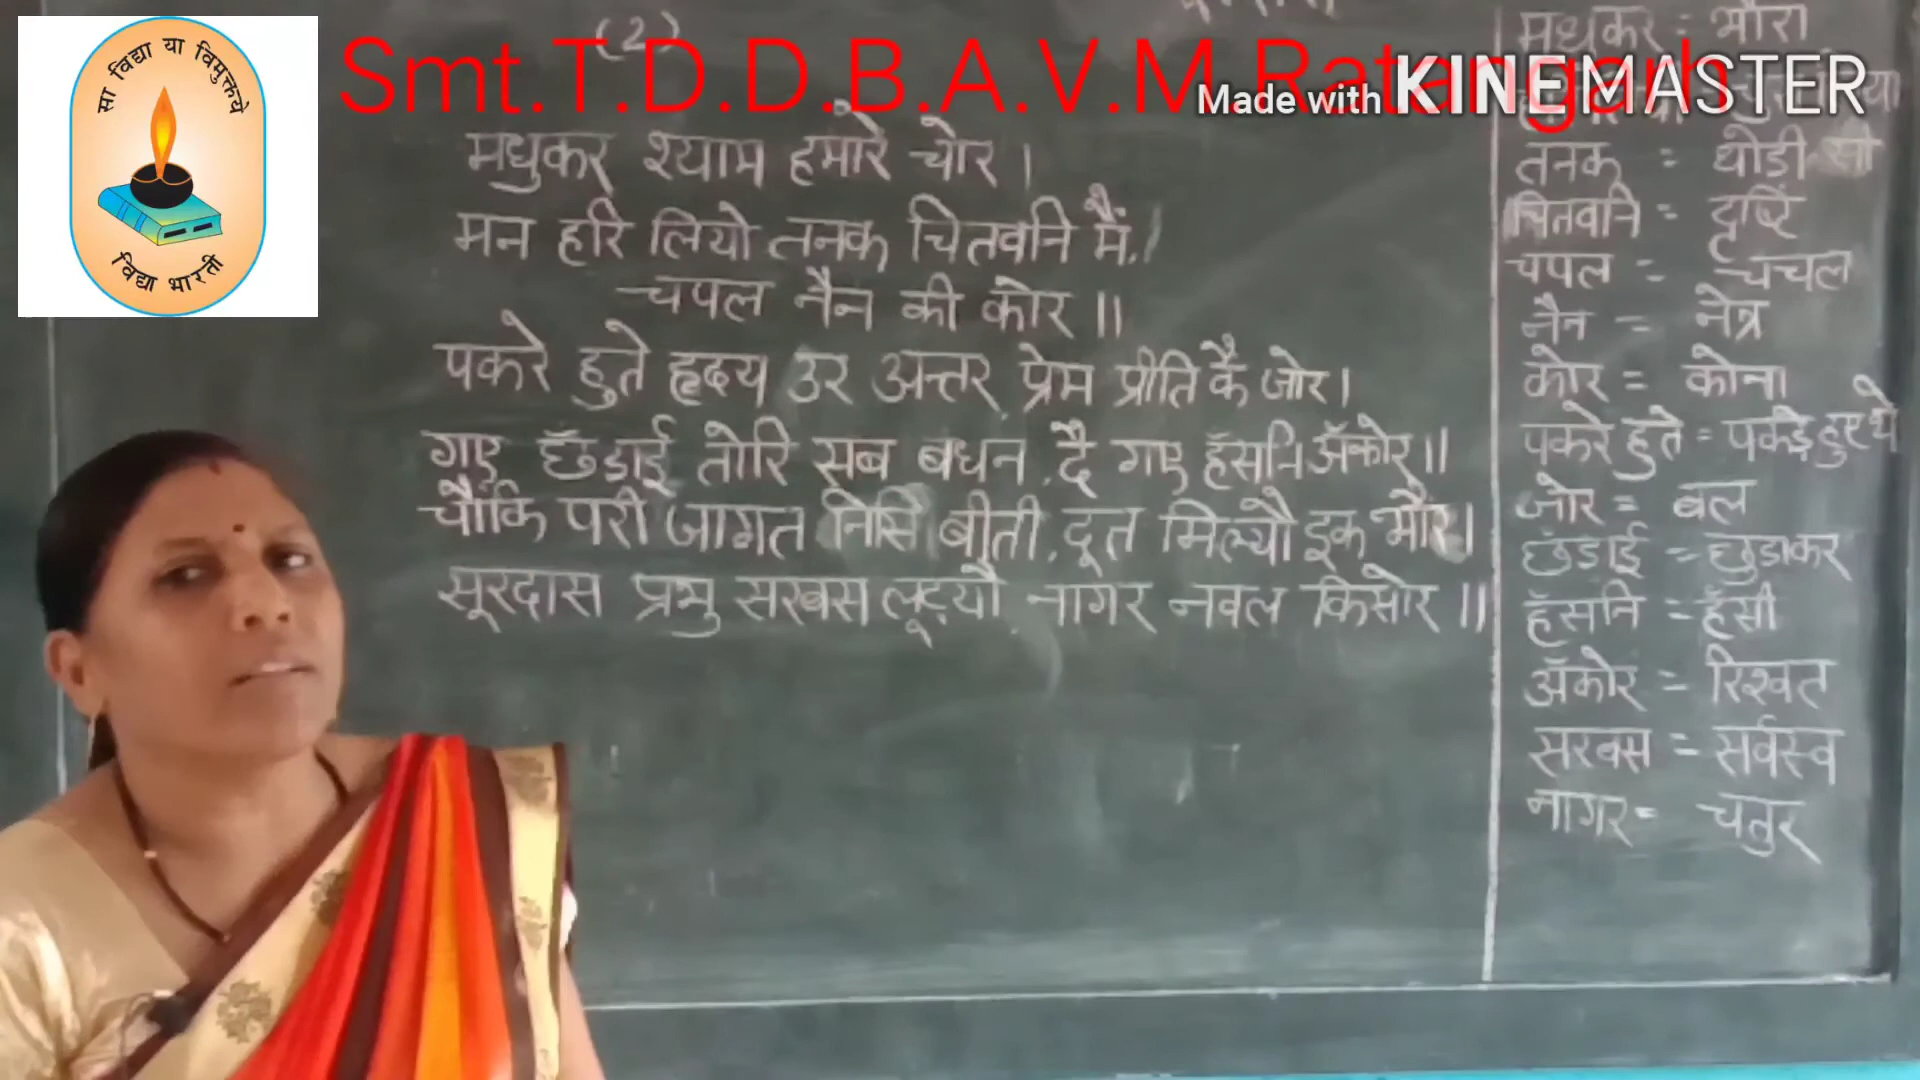 सा विद्या या विमुक्तये
विद्या भारती
Smt.T.D.D.B.A.V.M.Ratangarh
Made with KINEMASTER
(2)
मधुकर श्याम हमारे चोर ।
मन हरि लियो तनक चितवनि मैं,
चपल नैन की कोर ॥
पकरे हुते हृदय उर अन्तर प्रेम प्रीति कै जोर ।
गए छँडाई तोरि सब बधन, दै गए हँसनि अँकोर ॥
चौंकि परी जागत निसि बीती, दूत मिल्यौ इक भौंर ।
सूरदास प्रभु सरबस लूट्यौ नागर नवल किसोर ॥
मधुकर = भौंरा
तनक = थोडी सी
चितवनि = दृष्टि
चपल = चंचल
नैन = नेत्र
कोर = कोना
पकरे हुते = पकड़े हुए थे
जोर = बल
छँडाई = छुडाकर
हँसनि = हँसी
अँकोर = रिश्वत
सरबस = सर्वस्व
नागर = चतुर